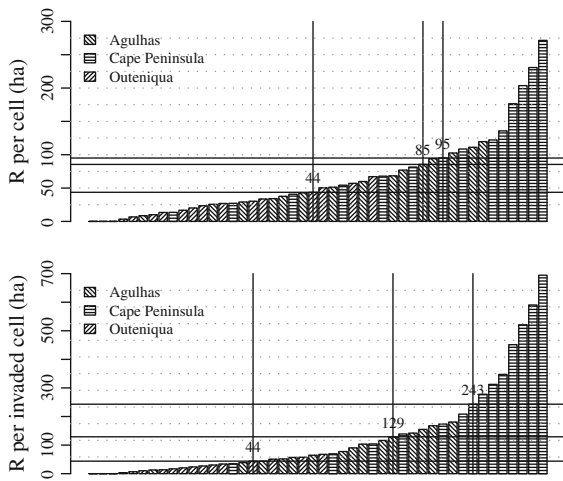 R per cell (ha)
300
200
100
50
0
Agulhas
Cape Peninsula
Outeniqua
44
85
95
R per invaded cell (ha)
700
500
300
100
0
Agulhas
Cape Peninsula
Outeniqua
44
129
243